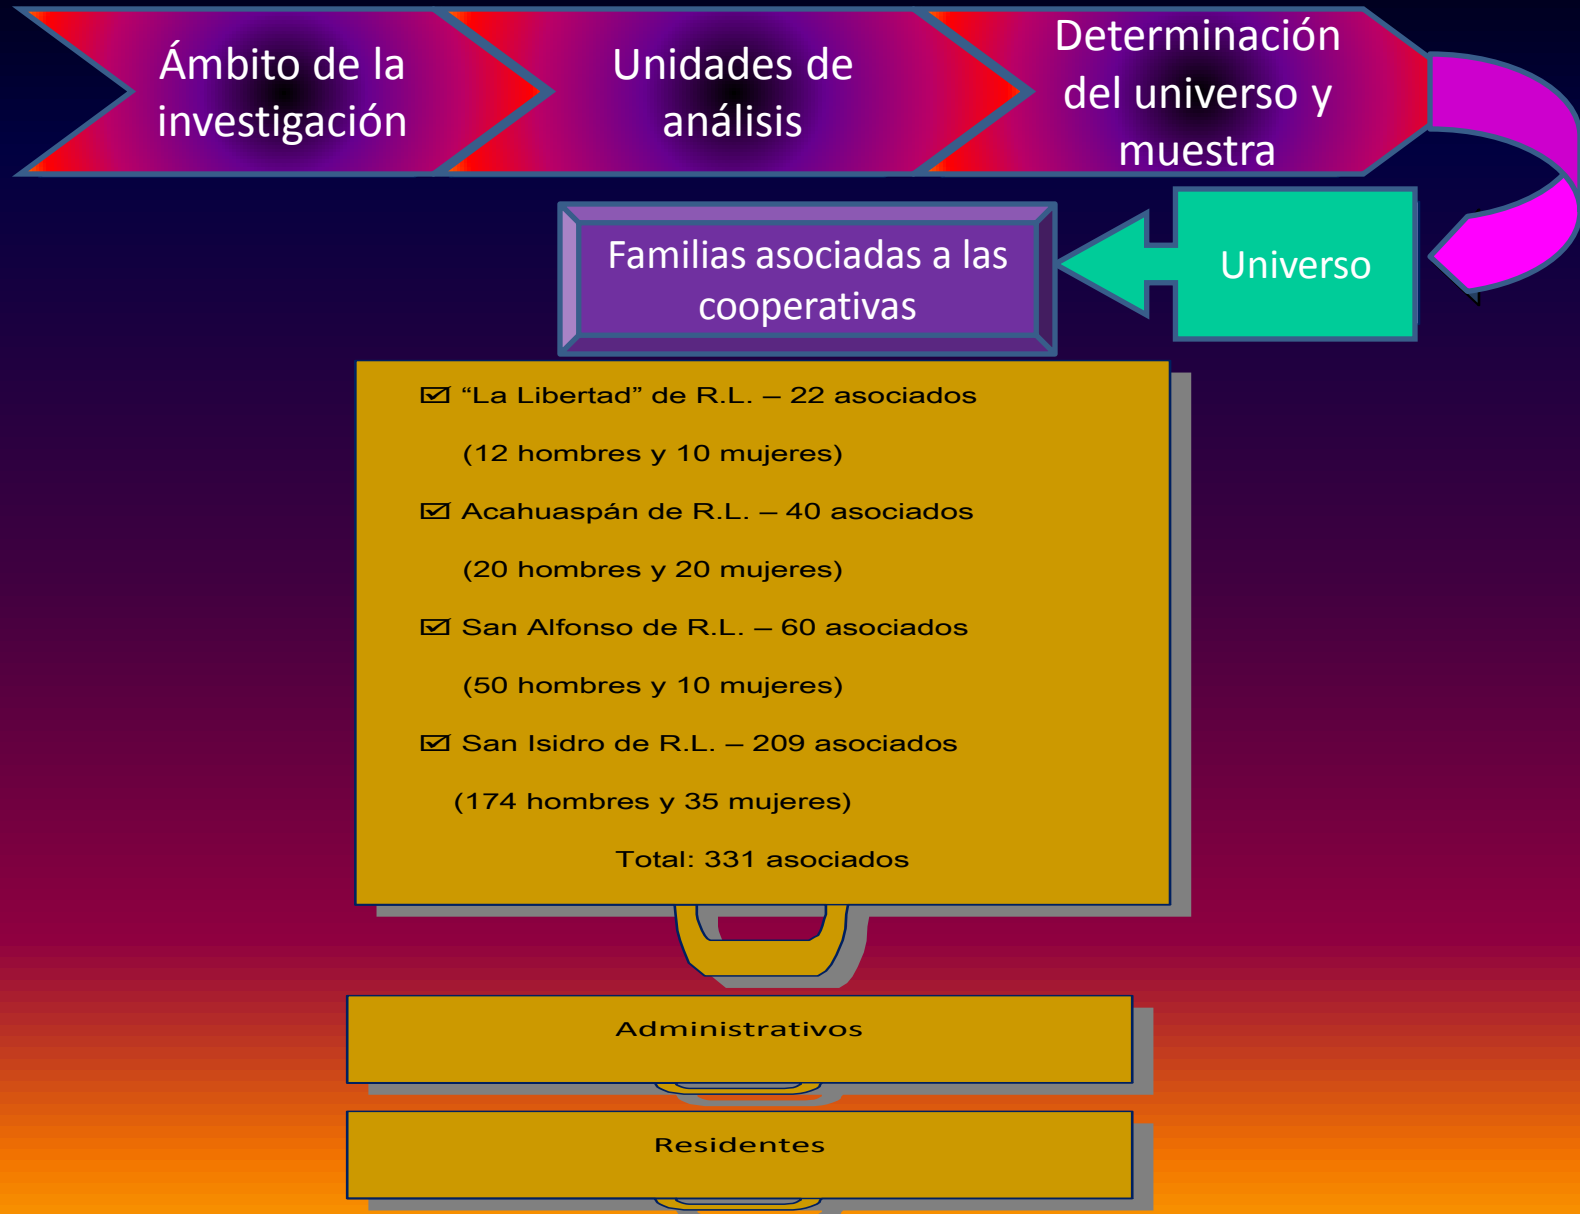 Ámbito de la
investigación
Unidades de
análisis
Determinación
del universo y
muestra
Universo
Familias asociadas a las
cooperativas
☑ “La Libertad” de R.L. – 22 asociados
(12 hombres y 10 mujeres)
☑ Acahuaspán de R.L. – 40 asociados
(20 hombres y 20 mujeres)
☑ San Alfonso de R.L. – 60 asociados
(50 hombres y 10 mujeres)
☑ San Isidro de R.L. – 209 asociados
(174 hombres y 35 mujeres)
Total: 331 asociados
Administrativos
Residentes